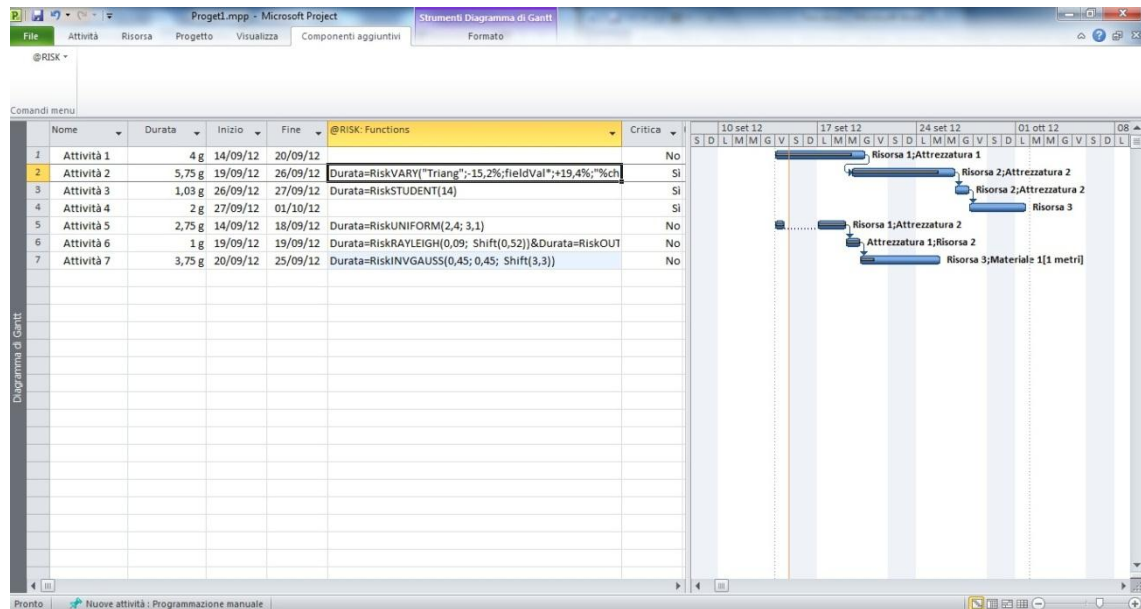 Proget1.mpp - Microsoft Project
Strumenti Diagramma di Gantt
File Attività Risorsa Progetto Visualizza Componenti aggiuntivi Formato
@RISK
Comandi menu
Nome Durata Inizio Fine @RISK: Functions Critica
10 set 12 17 set 12 24 set 12 01 ott 12 08
S D L M M G V S D L M M G V S D L M M G V S D L M M G V S D L
1 Attività 1 4 g 14/09/12 20/09/12 No Risorsa 1;Attrezzatura 1
2 Attività 2 5,75 g 19/09/12 26/09/12 Durata=RiskVARY("Triang";-15,2%;fieldVal*;+19,4%;"%ch Sì Risorsa 2;Attrezzatura 2
3 Attività 3 1,03 g 26/09/12 27/09/12 Durata=RiskSTUDENT(14) Sì Risorsa 2;Attrezzatura 2
4 Attività 4 2 g 27/09/12 01/10/12 Sì Risorsa 3
5 Attività 5 2,75 g 14/09/12 18/09/12 Durata=RiskUNIFORM(2,4; 3,1) No Risorsa 1;Attrezzatura 2
6 Attività 6 1 g 19/09/12 19/09/12 Durata=RiskRAYLEIGH(0,09; Shift(0,52))&Durata=RiskOUT No Attrezzatura 1;Risorsa 2
7 Attività 7 3,75 g 20/09/12 25/09/12 Durata=RiskINVGAUSS(0,45; 0,45; Shift(3,3)) No Risorsa 3;Materiale 1[1 metri]
Diagramma di Gantt
Pronto Nuove attività : Programmazione manuale